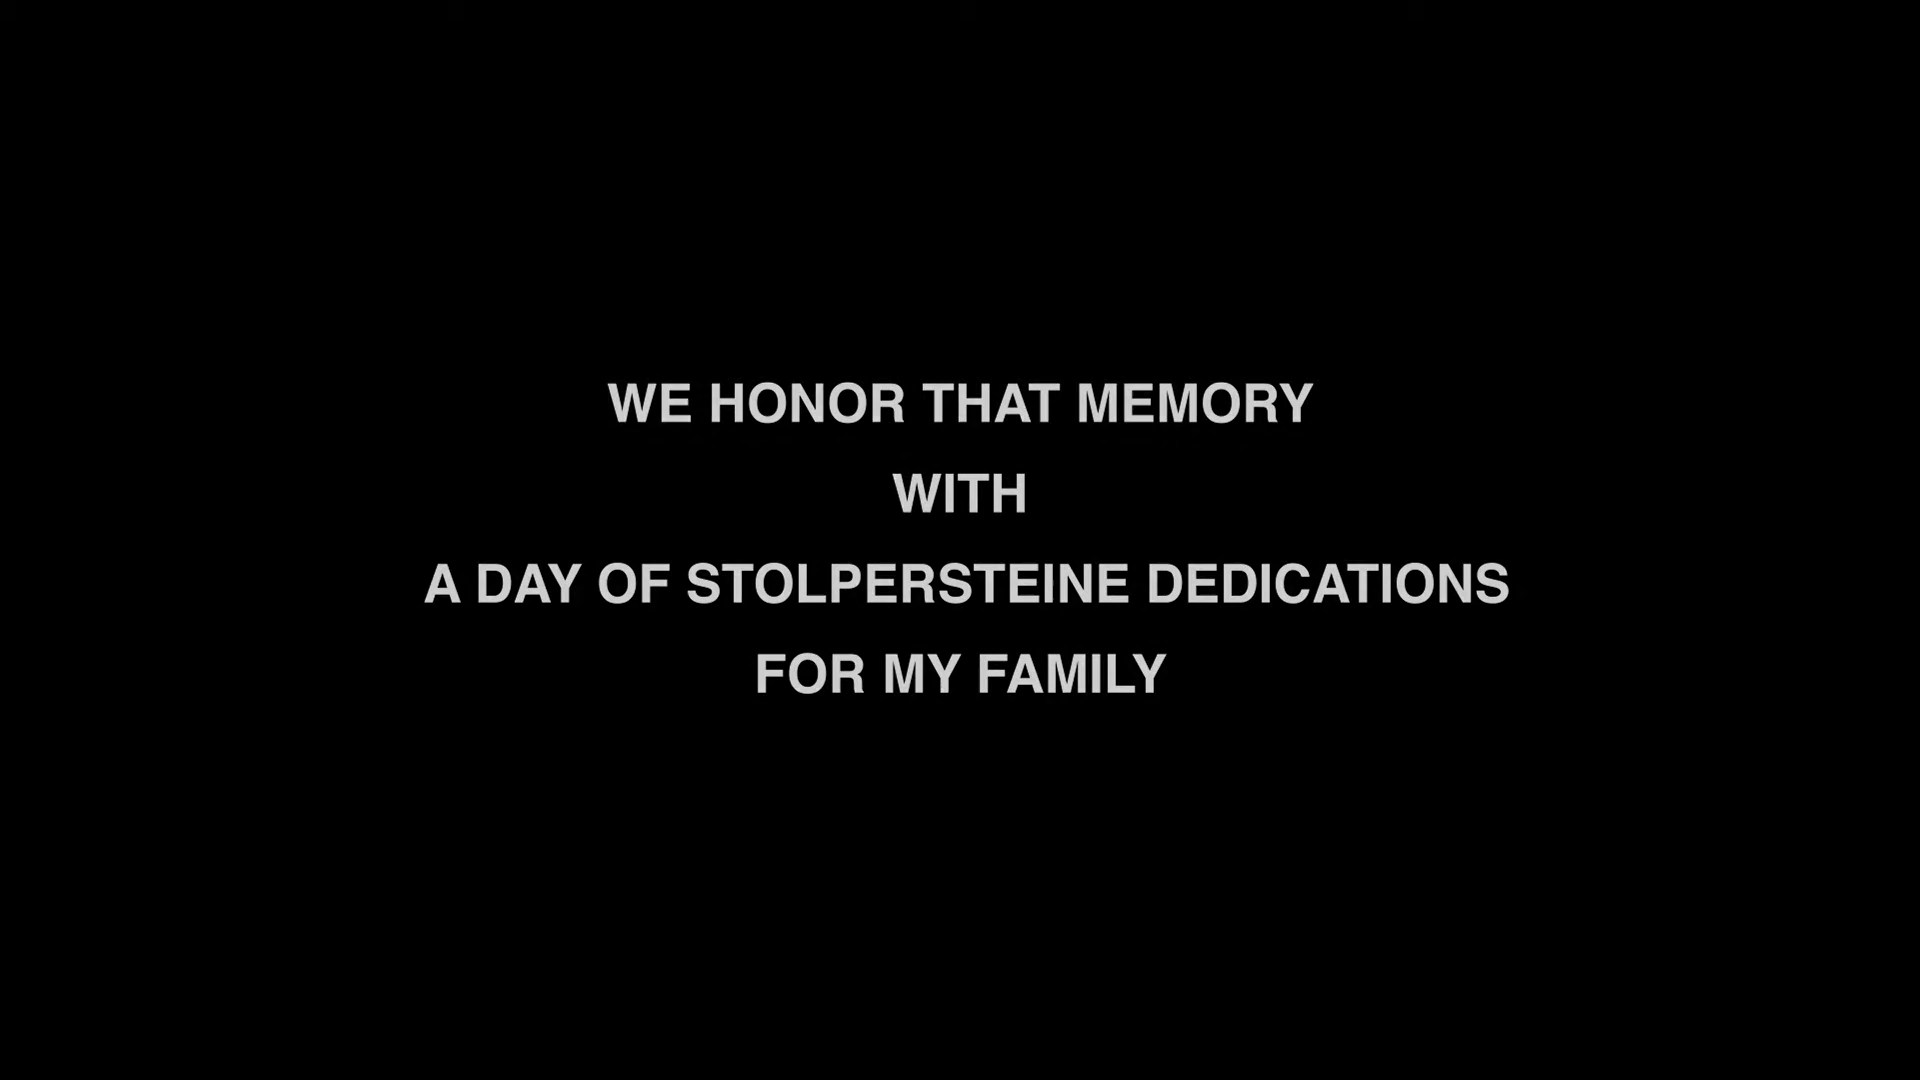 WE HONOR THAT MEMORY
WITH
A DAY OF STOLPERSTEINE DEDICATIONS
FOR MY FAMILY